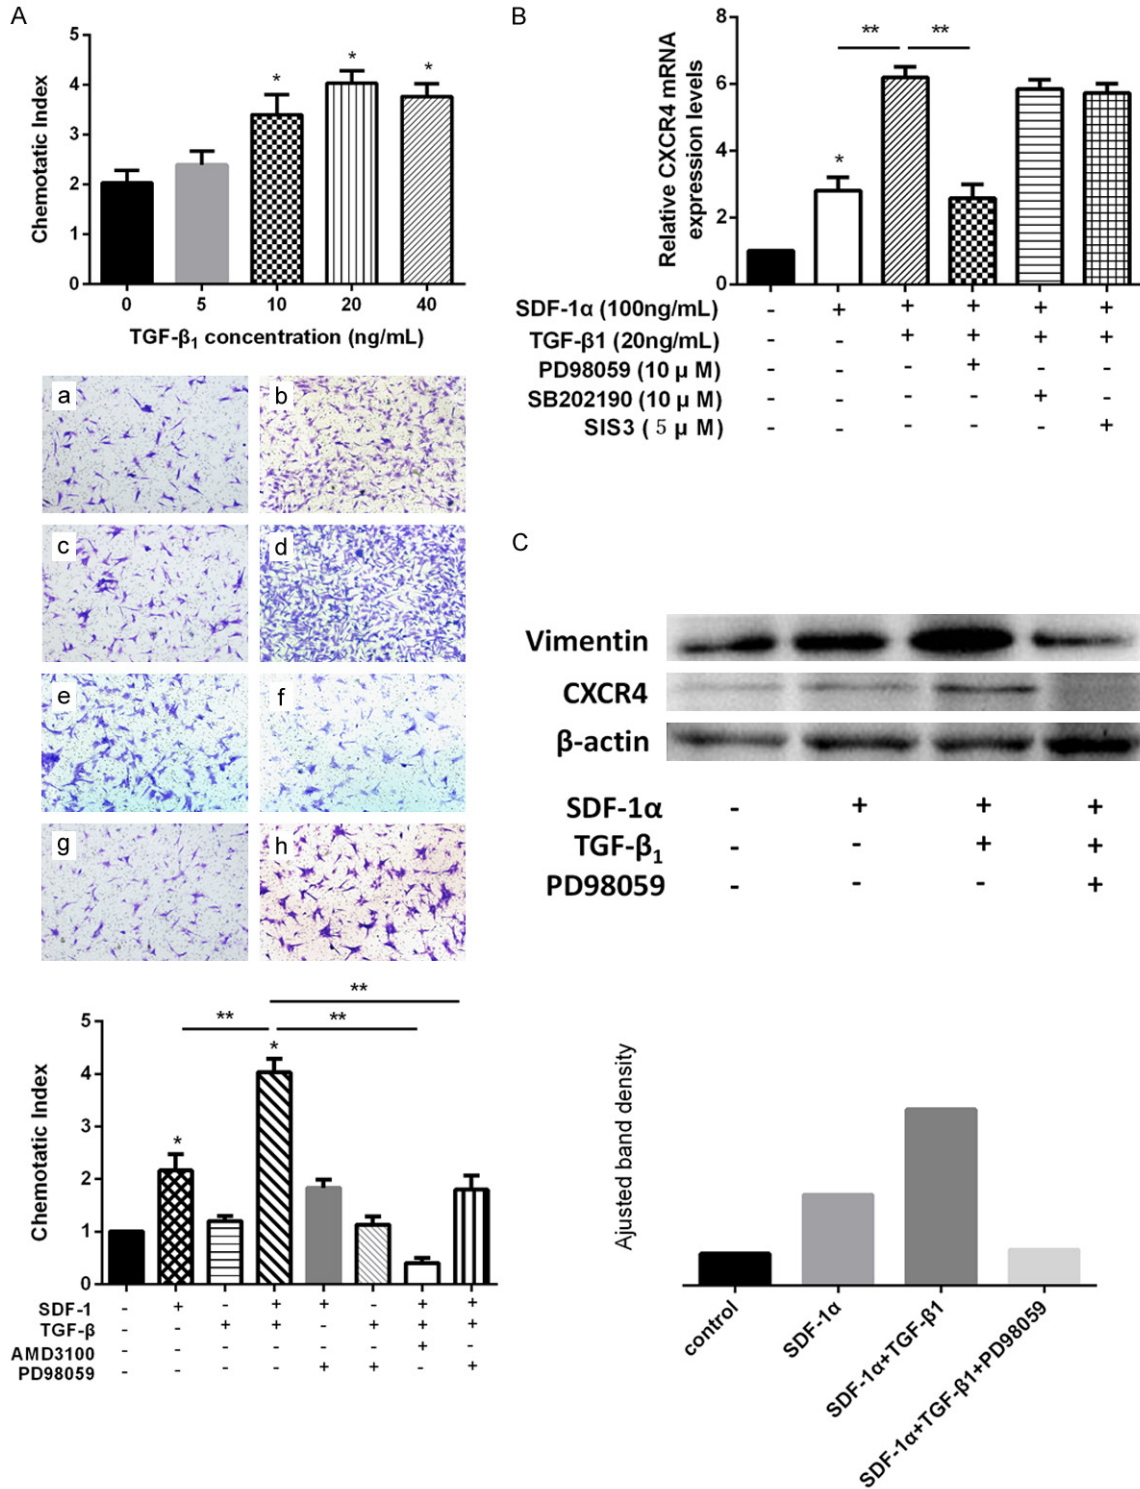 A
Chemotatic Index
5
4
3
2
1
0
*
*
*
0 5 10 20 40
TGF-β1 concentration (ng/mL)
a
b
c
d
e
f
g
h
Chemotatic Index
5
4
3
2
1
0
**
** **
*
*
SDF-1 - + - + + - + +
TGF-β - - + + - + + +
AMD3100 - - - - - - + -
PD98059 - - - - + + - +
B
Relative CXCR4 mRNA
expression levels
8
6
4
2
0
** **
*
SDF-1α (100ng/mL) - + + + + +
TGF-β1 (20ng/mL) - - + + + +
PD98059 (10 μ M) - - - + - -
SB202190 (10 μ M) - - - - + -
SIS3 ( 5 μ M) - - - - - +
C
Vimentin
CXCR4
β-actin
SDF-1α - + + +
TGF-β1 - - + +
PD98059 - - - +
Ajusted band density
control
SDF-1α
SDF-1α+TGF-β1
SDF-1α+TGF-β1+PD98059